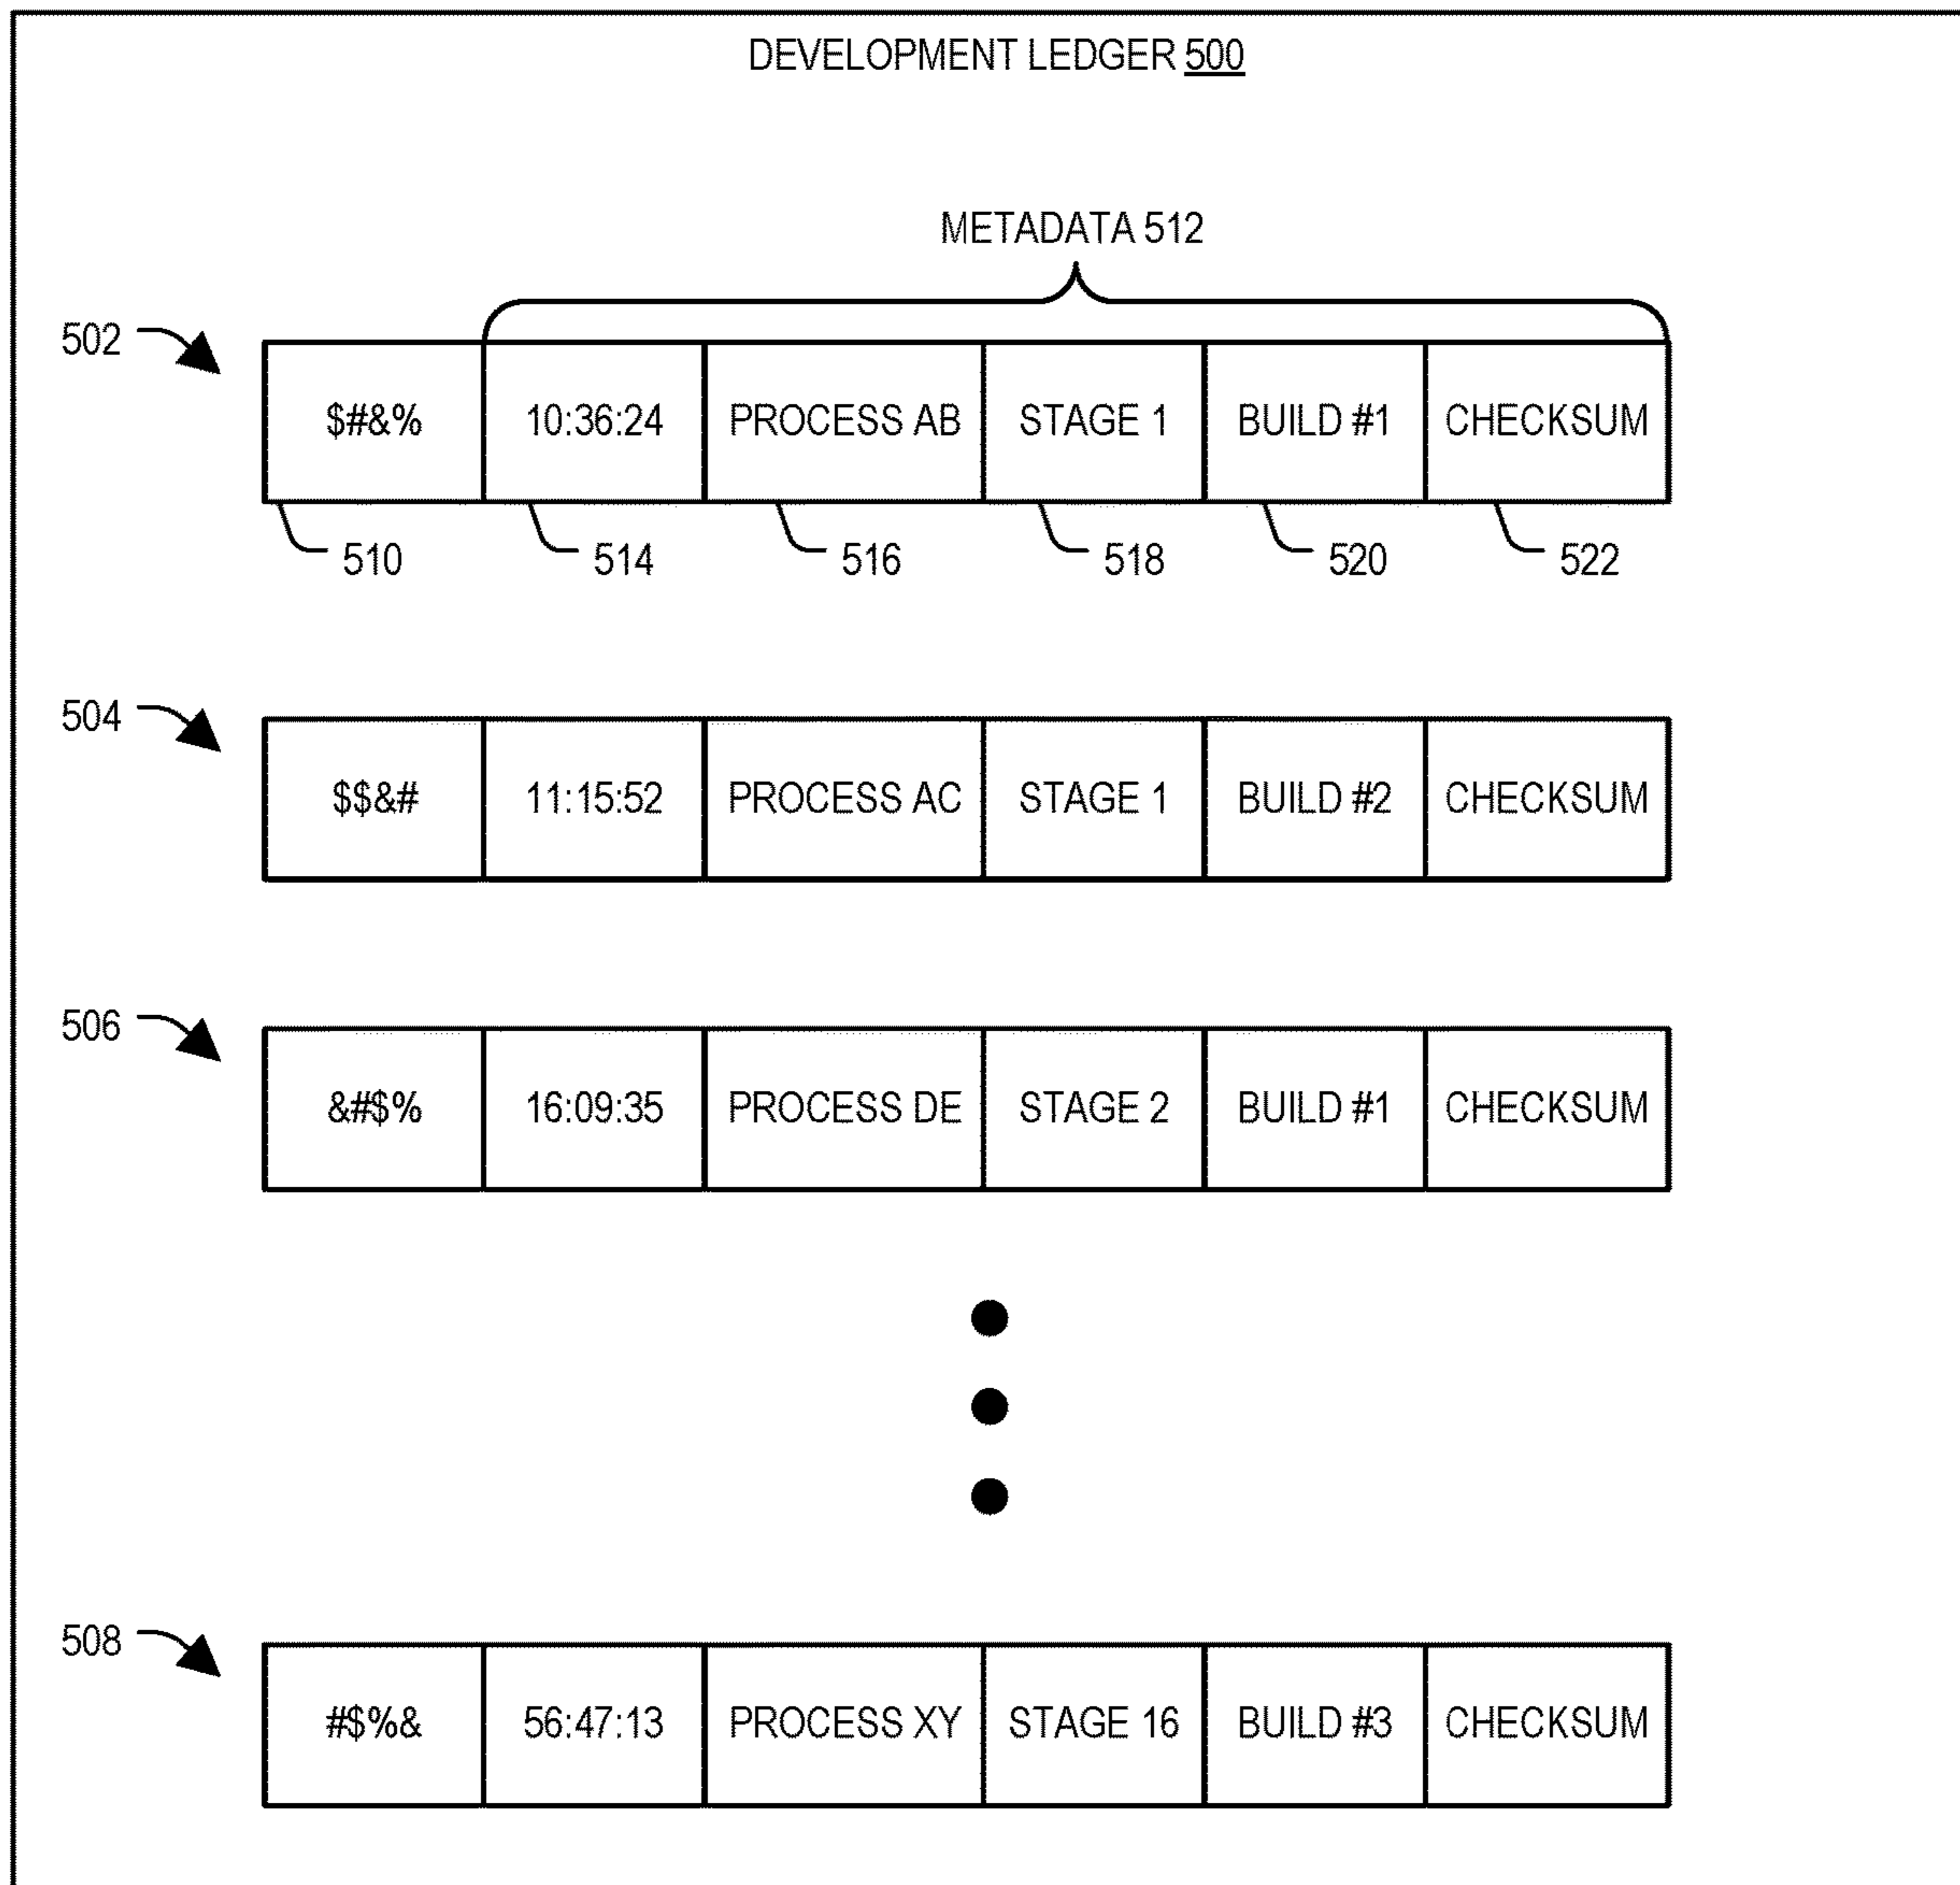 DEVELOPMENT LEDGER 500
METADATA 512
502
$#&% 10:36:24 PROCESS AB STAGE 1 BUILD #1 CHECKSUM
510 514 516 518 520 522
504
$$&# 11:15:52 PROCESS AC STAGE 1 BUILD #2 CHECKSUM
506
&#$% 16:09:35 PROCESS DE STAGE 2 BUILD #1 CHECKSUM
508
#$%& 56:47:13 PROCESS XY STAGE 16 BUILD #3 CHECKSUM